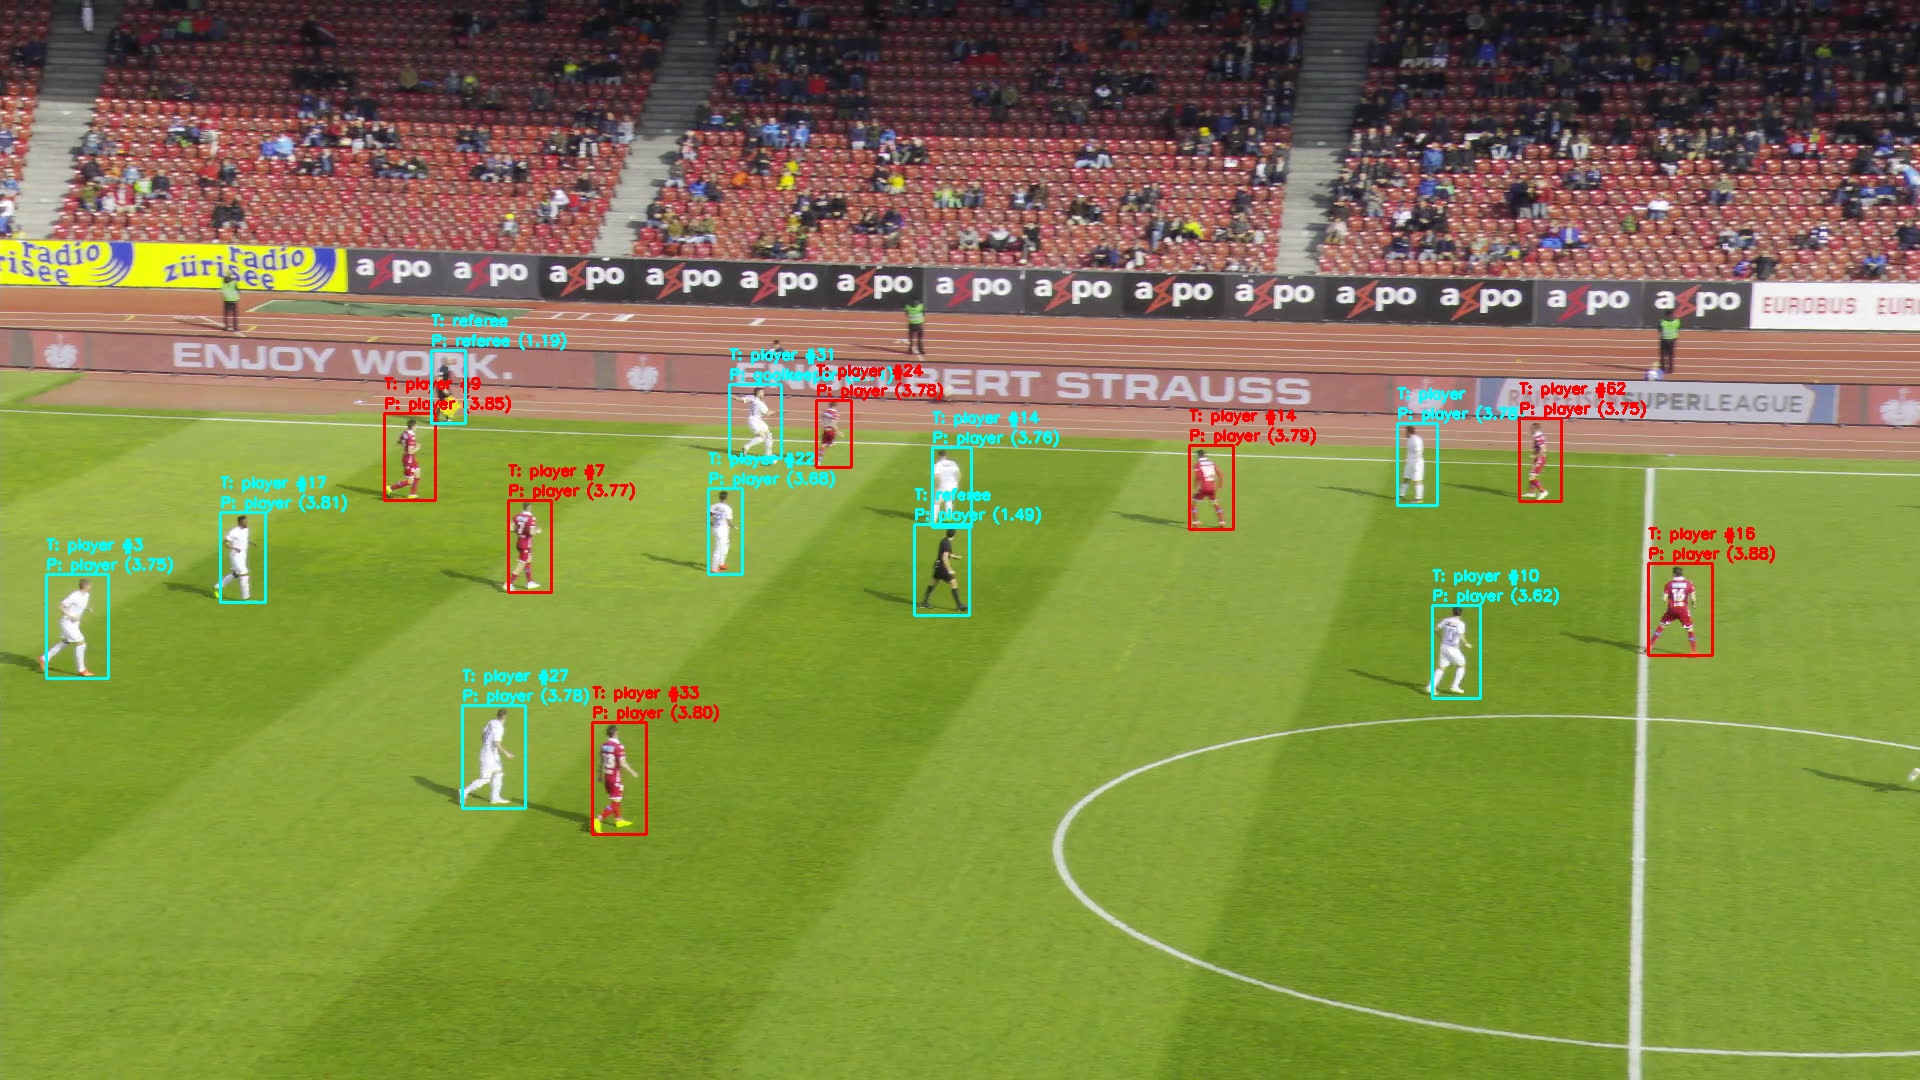 radio
risee
radio
zürisee
aspo aspo aspo aspo aspo aspo aspo aspo aspo aspo aspo aspo aspo aspo
EUROBUS
T: referee
P: referee (1.19)
ENJOY WORK.
T: player #31
T: player #24
P: player (3.78)
BERT STRAUSS
T: player #9
P: player (3.85)
T: player
P: player
T: player #62
P: player (3.75)
SUPERLEAGUE
T: player #14
P: player (3.76)
T: player #14
P: player (3.79)
T: player #22
P: player (3.68)
T: player #7
P: player (3.77)
T: player #17
P: player (3.81)
T: referee
P: player (1.49)
T: player #3
P: player (3.75)
T: player #16
P: player (3.88)
16
T: player #10
P: player (3.62)
T: player #27
P: player (3.78)
T: player #33
P: player (3.80)